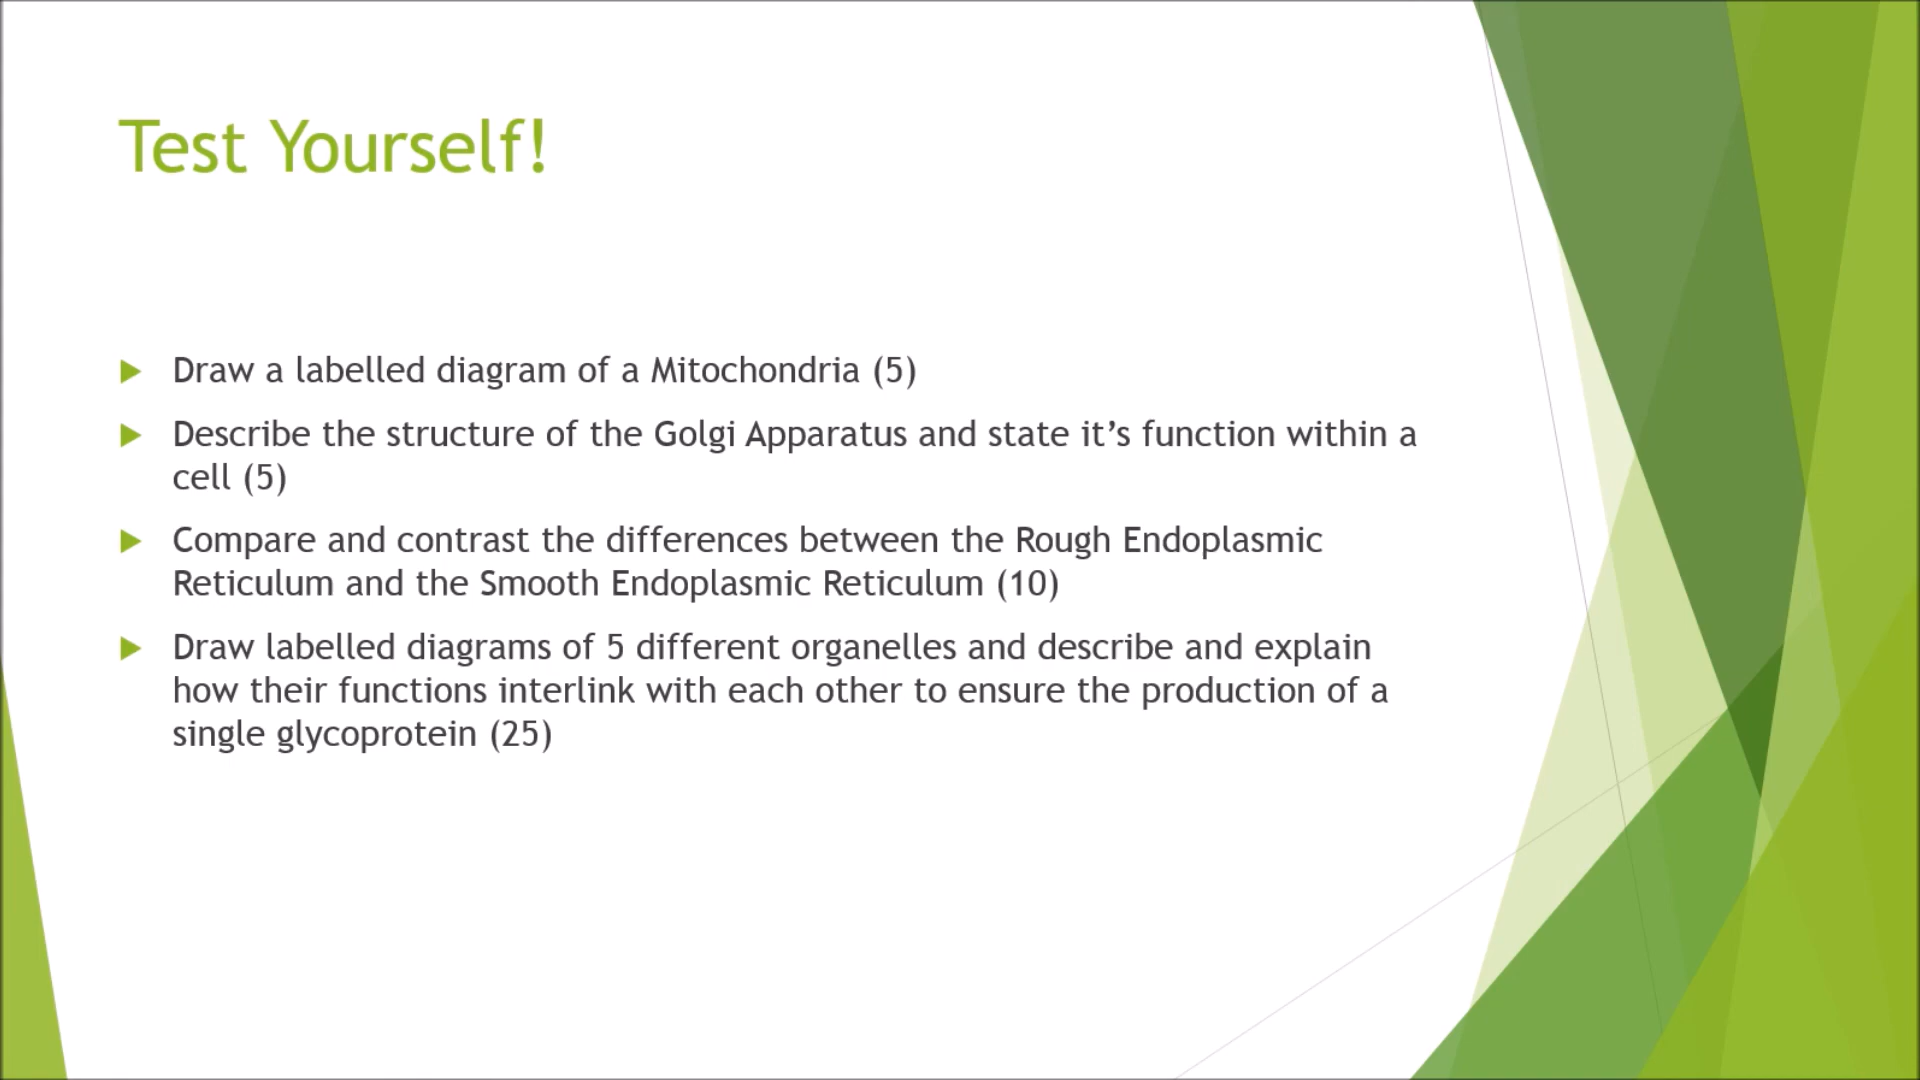 Test Yourself!
Draw a labelled diagram of a Mitochondria (5)
Describe the structure of the Golgi Apparatus and state it’s function within a
cell (5)
Compare and contrast the differences between the Rough Endoplasmic
Reticulum and the Smooth Endoplasmic Reticulum (10)
Draw labelled diagrams of 5 different organelles and describe and explain
how their functions interlink with each other to ensure the production of a
single glycoprotein (25)